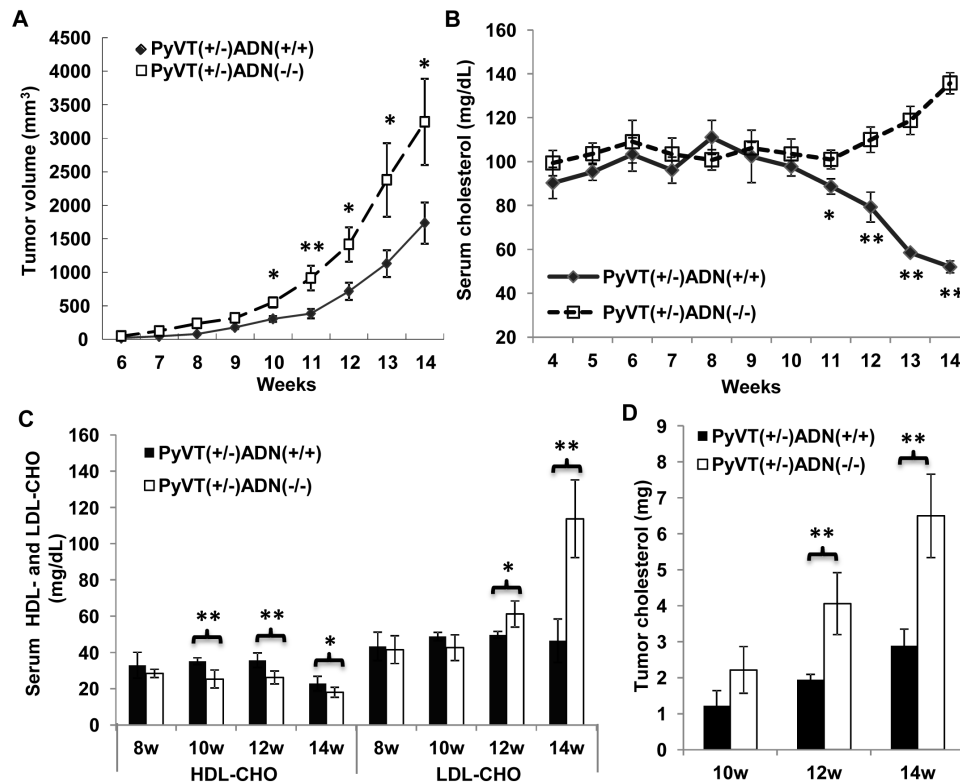 A
Tumor volume (mm³)
4500
4000
3500
3000
2500
2000
1500
1000
500
0
PyVT(+/-)ADN(+/+)
PyVT(+/-)ADN(-/-)
* ** * * *
6 7 8 9 10 11 12 13 14
Weeks
B
Serum cholesterol (mg/dL)
160
140
120
100
80
60
40
20
* ** ** **
PyVT(+/-)ADN(+/+)
PyVT(+/-)ADN(-/-)
4 5 6 7 8 9 10 11 12 13 14
Weeks
C
Serum HDL- and LDL-CHO
(mg/dL)
160
140
120
100
80
60
40
20
0
PyVT(+/-)ADN(+/+)
PyVT(+/-)ADN(-/-)
** ** * * **
8w 10w 12w 14w 8w 10w 12w 14w
HDL-CHO LDL-CHO
D
Tumor cholesterol (mg)
9
8
7
6
5
4
3
2
1
0
PyVT(+/-)ADN(+/+)
PyVT(+/-)ADN(-/-)
** **
10w 12w 14w